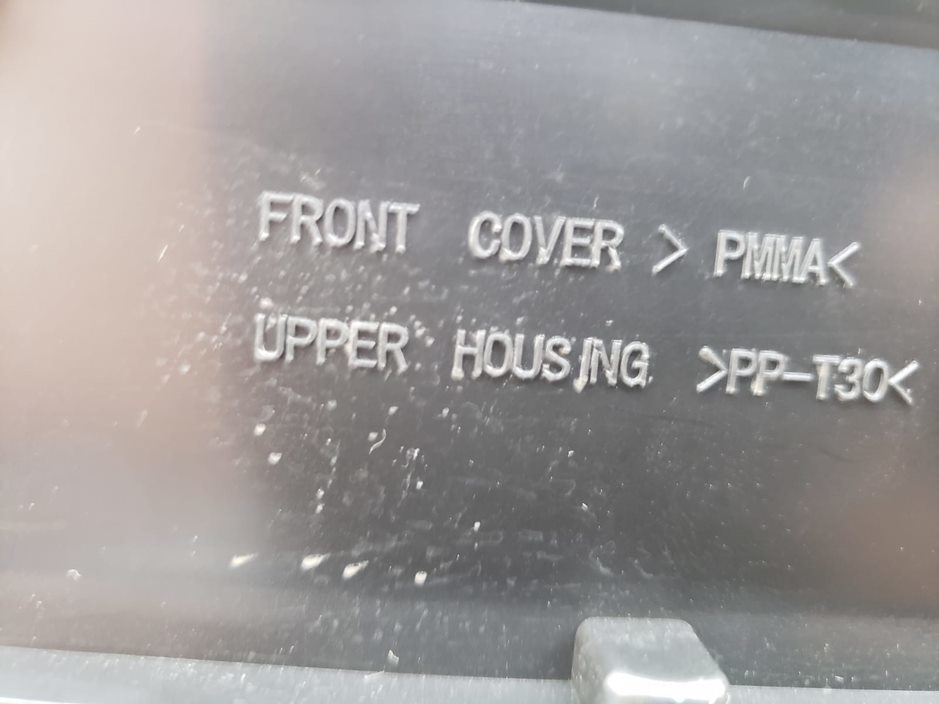 FRONT COVER > PMMA<
UPPER HOUSING >PP-T30<